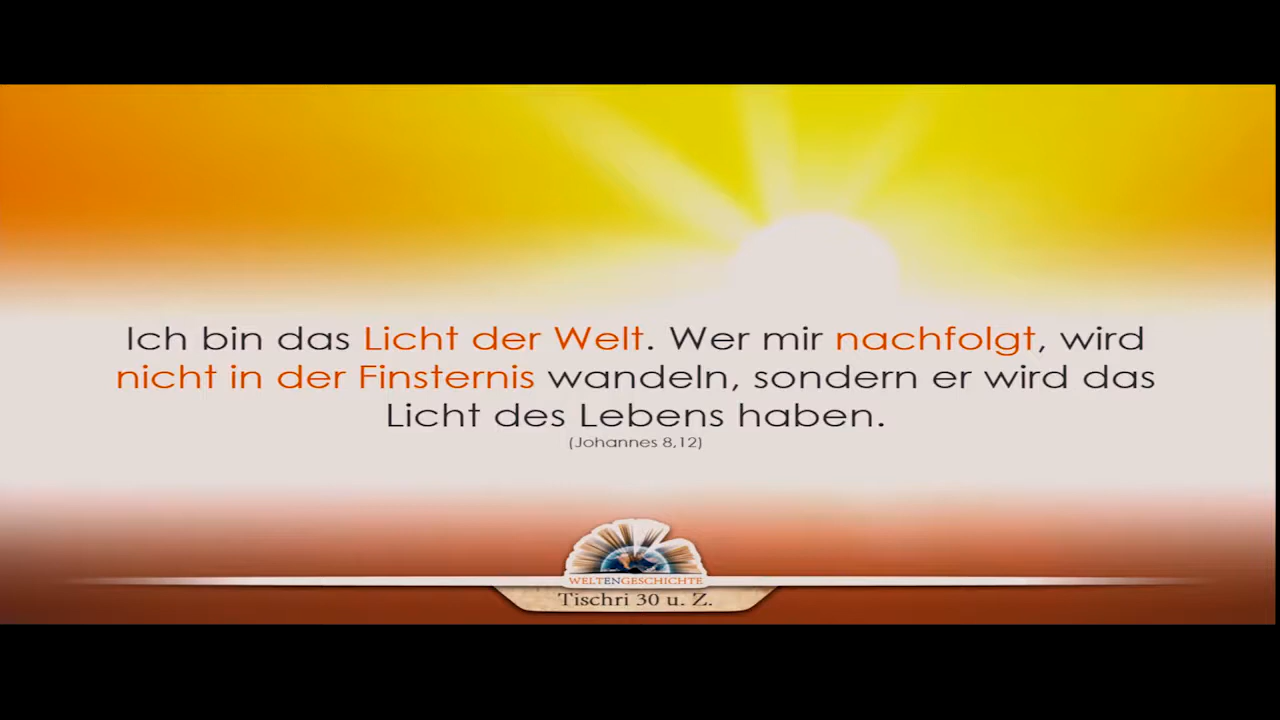 Ich bin das Licht der Welt. Wer mir nachfolgt, wird
nicht in der Finsternis wandeln, sondern er wird das
Licht des Lebens haben.
(Johannes 8,12)
WELTENGESCHICHTE
Tischri 30 u. Z.